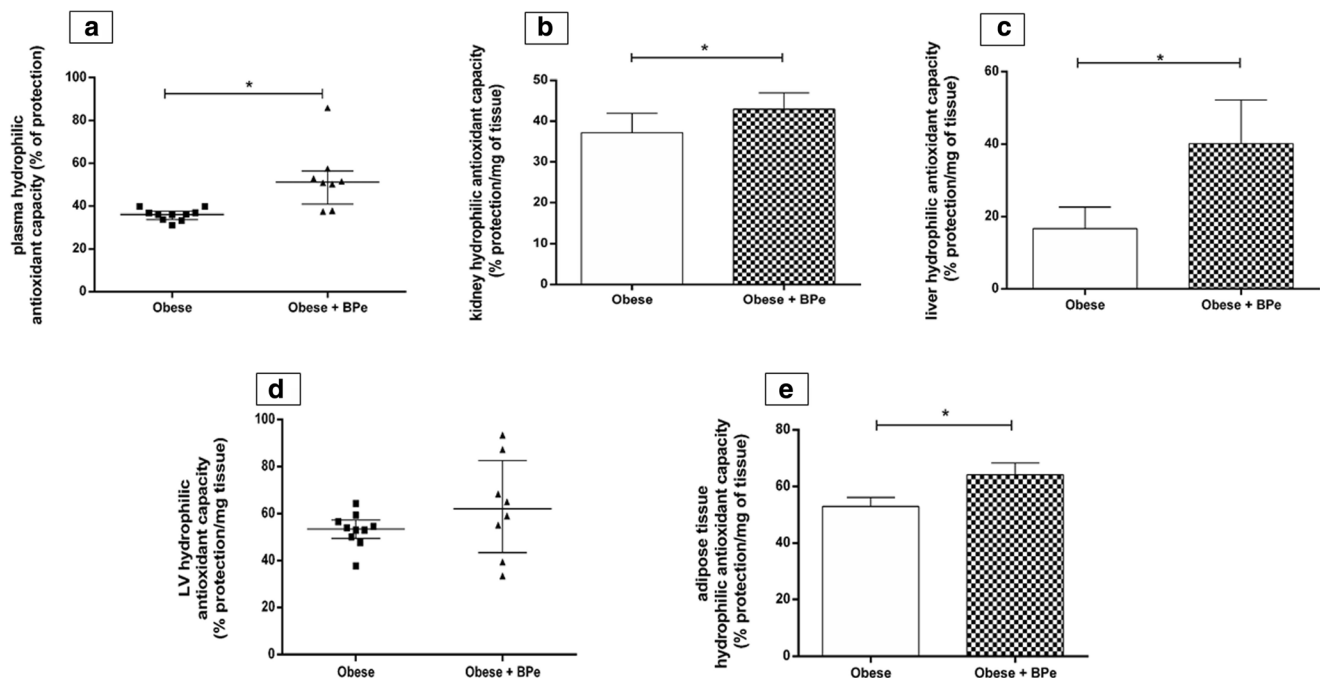 a
plasma hydrophilic
antioxidant capacity (% of protection)
100
80
60
40
20
0
*
Obese
Obese + BPe
b
kidney hydrophilic antioxidant capacity
(% protection/mg of tissue)
50
40
30
20
10
0
*
Obese
Obese + BPe
c
liver hydrophilic antioxidant capacity
(% protection/mg of tissue)
60
40
20
0
*
Obese
Obese + BPe
d
LV hydrophilic
antioxidant capacity
(% protection/mg tissue)
100
80
60
40
20
0
Obese
Obese + BPe
e
adipose tissue
hydrophilic antioxidant capacity
(% protection/mg of tissue)
80
60
40
20
0
*
Obese
Obese + BPe